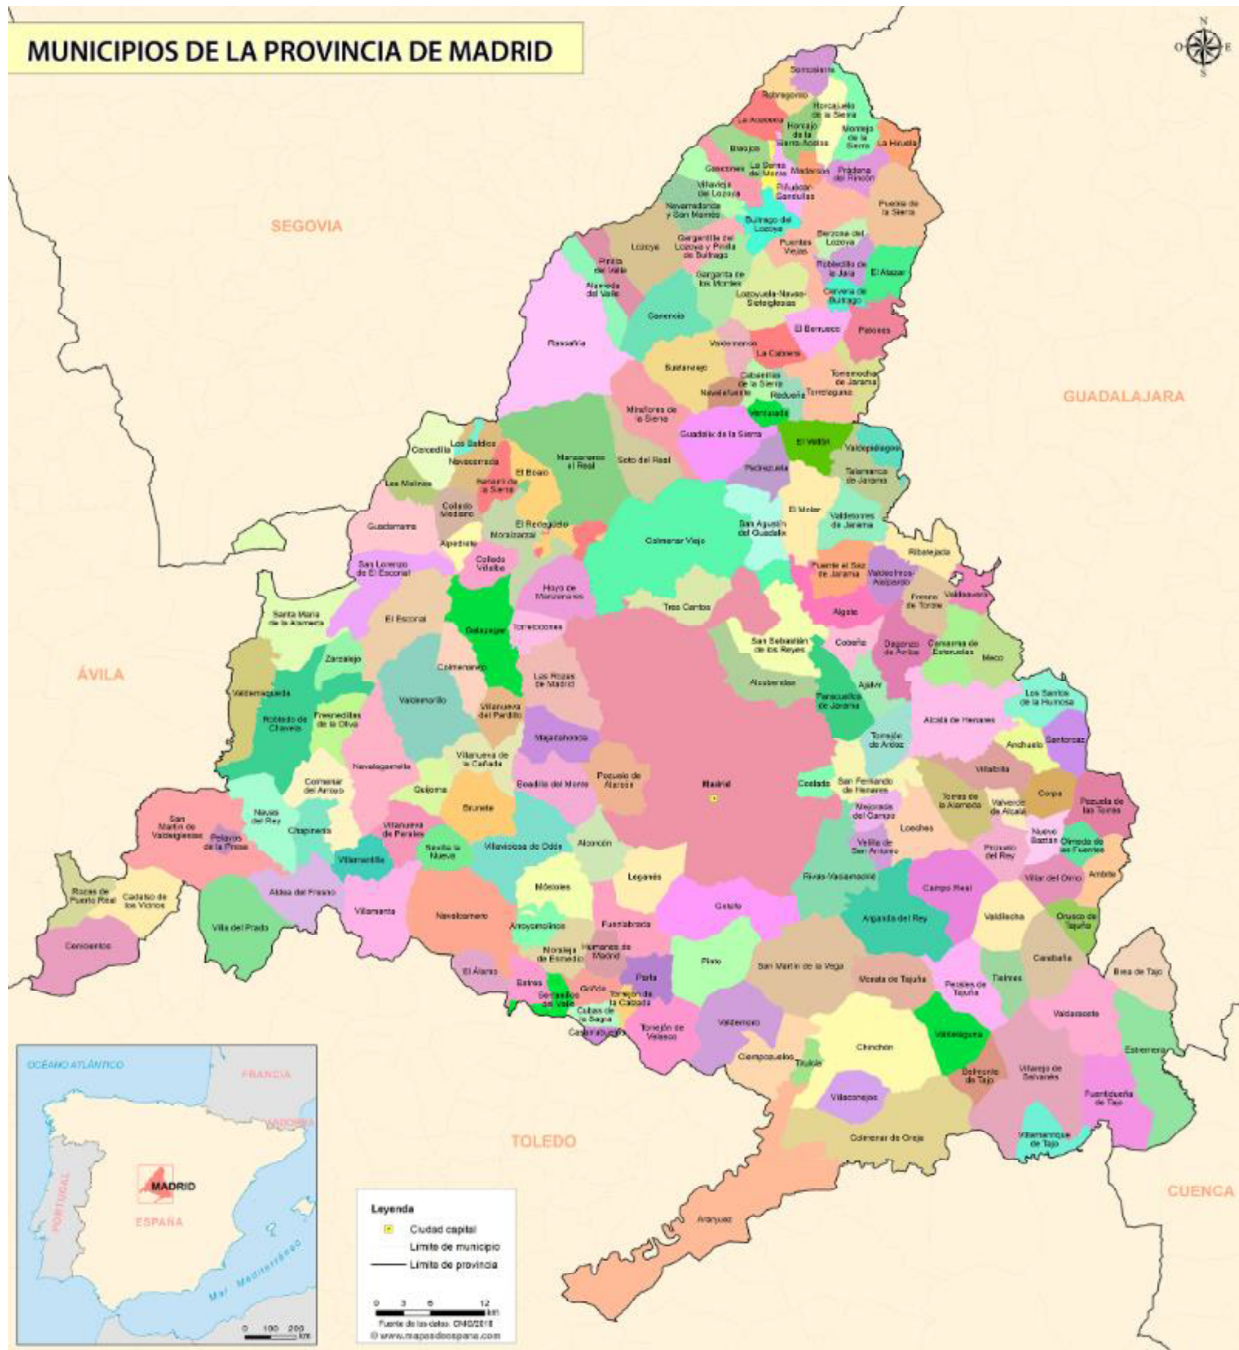 MUNICIPIOS DE LA PROVINCIA DE MADRID
N
O
E
S
SEGOVIA
GUADALAJARA
ÁVILA
TOLEDO
CUENCA
Somosierra
Robregordo
La Acebeda
Horcajuelo
de la Sierra
Horcajo
de la
Sierra-Aoslos
Montejo
de la
Sierra
La Hiruela
Braojos
Gascones
La Serna
del Monte
Madarcos
Prádena
del Rincón
Villavieja
del Lozoya
Piñuécar-
Gandullas
Puebla de
la Sierra
Navarredonda
y San Mamés
Buitrago del
Lozoya
Lozoya
Gargantilla del
Lozoya y Pinilla
de Buitrago
Puentes
Viejas
Berzosa del
Lozoya
Pinilla
del Valle
Robledillo de
la Jara
El Atazar
Alameda
del Valle
Garganta de
los Montes
Lozoyuela-Navas-
Sieteiglesias
Cervera de
Buitrago
Canencia
El Berrueco
Patones
Rascafría
Valdemanco
La Cabrera
Bustarviejo
Cabanillas
de la Sierra
Torremocha
de Jarama
Navalafuente
Redueña
Torrelaguna
Miraflores de
la Sierra
Venturada
Guadalix de la Sierra
El Vellón
Valdepiélagos
Cercedilla
Los Baldíos
Navacerrada
Manzanares
el Real
Soto del Real
Pedrezuela
Talamanca
de Jarama
Los Molinos
Becerril de
la Sierra
El Boalo
Collado
Mediano
Guadarrama
El Redegüelo
Moralzarzal
Alpedrete
Colmenar Viejo
San Agustín
del Guadalix
El Molar
Valdetorres
de Jarama
Ribatejada
San Lorenzo
de El Escorial
Collado
Villalba
Fuente el Saz
de Jarama
Valdeolmos-
Alalpardo
Hoyo de
Manzanares
Fresno
de Torote
Valdeavero
Santa María
de la Alameda
El Escorial
Galapagar
Torrelodones
Tres Cantos
Algete
San Sebastián
de los Reyes
Cobeña
Daganzo
de Arriba
Camarma de
Esteruelas
Meco
Zarzalejo
Colmenarejo
Las Rozas
de Madrid
Alcobendas
Ajalvir
Valdemaqueda
Valdemorillo
Paracuellos
de Jarama
Los Santos
de la Humosa
Robledo de
Chavela
Fresnedillas
de la Oliva
Villanueva
del Pardillo
Alcalá de Henares
Majadahonda
Torrejón
de Ardoz
Anchuelo
Santorcaz
Navalagamella
Villanueva de
la Cañada
Villalbilla
Colmenar
del Arroyo
Quijorna
Boadilla del Monte
Pozuelo de
Alarcón
Madrid
Coslada
San Fernando
de Henares
Torres de
la Alameda
Valverde
de Alcalá
Corpa
Pezuela de
las Torres
Brunete
San
Martín de
Valdeiglesias
Navas
del Rey
Chapinería
Villanueva
de Perales
Mejorada
del Campo
Loeches
Nuevo
Baztán
Olmeda de
las Fuentes
Pelayos
de la Presa
Sevilla la
Nueva
Villaviciosa de Odón
Alcorcón
Velilla de
San Antonio
Pozuelo
del Rey
Villamantilla
Leganés
Rivas-Vaciamadrid
Campo Real
Villar del Olmo
Ambite
Rozas de
Puerto Real
Cadalso de
los Vidrios
Aldea del Fresno
Móstoles
Villamanta
Navalcarnero
Getafe
Arganda del Rey
Valdilecha
Orusco de
Tajuña
Villa del Prado
Arroyomolinos
Fuenlabrada
Cenicientos
Moraleja
de Enmedio
Humanes de
Madrid
Pinto
San Martín de la Vega
Carabaña
Brea de Tajo
El Álamo
Batres
Griñón
Parla
Morata de Tajuña
Perales de
Tajuña
Tielmes
Serranillos
del Valle
Torrejón de
la Calzada
Cubas de
la Sagra
Casarrubuelos
Torrejón de
Velasco
Valdemoro
Valdaracete
Chinchón
Valdelaguna
Estremera
Ciempozuelos
Titulcia
Belmonte
de Tajo
Villarejo de
Salvanés
Villaconejos
Fuentidueña
de Tajo
Colmenar de Oreja
Villamanrique
de Tajo
Aranjuez
OCÉANO ATLÁNTICO
FRANCIA
ANDORRA
PORTUGAL
MADRID
ESPAÑA
Mar Mediterráneo
0 100 200
km
Leyenda
Ciudad capital
Límite de municipio
Límite de provincia
0 3 6 12
km
Fuente de los datos: CNIG/2018
© www.mapasdeespana.com